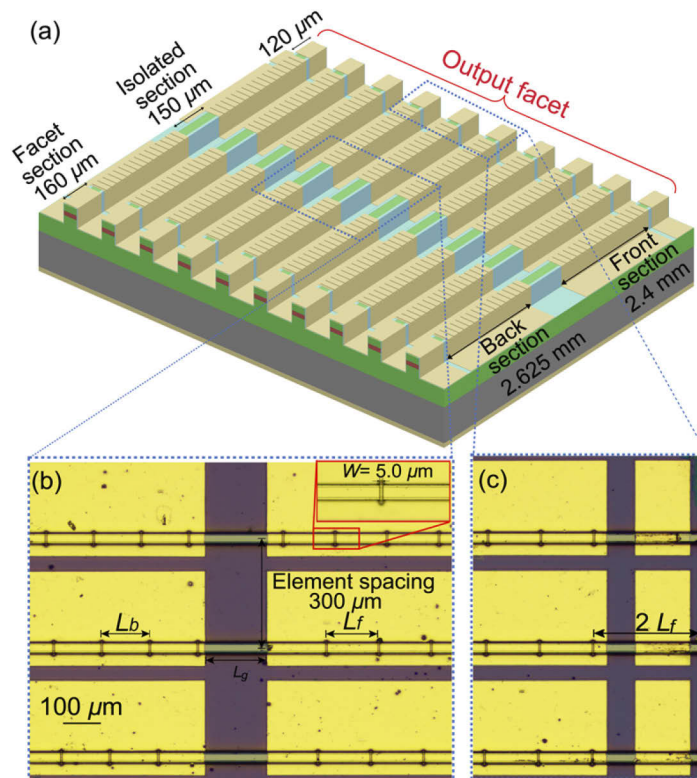 (a)
120 μm
Isolated
section
150 μm
Output facet
Facet
section
160 μm
Front
section
2.4 mm
Back
section
2.625 mm
(b)
W= 5.0 μm
(c)
Element spacing
300 μm
Lb
Lf
2 Lf
Lg
100 μm